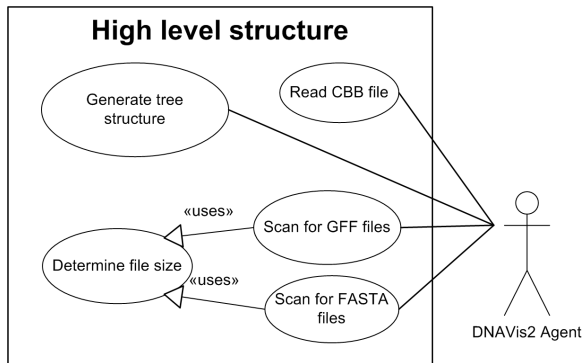 High level structure
Generate tree
structure
Read CBB file
«uses»
Scan for GFF files
Determine file size
«uses»
Scan for FASTA
files
DNAVis2 Agent